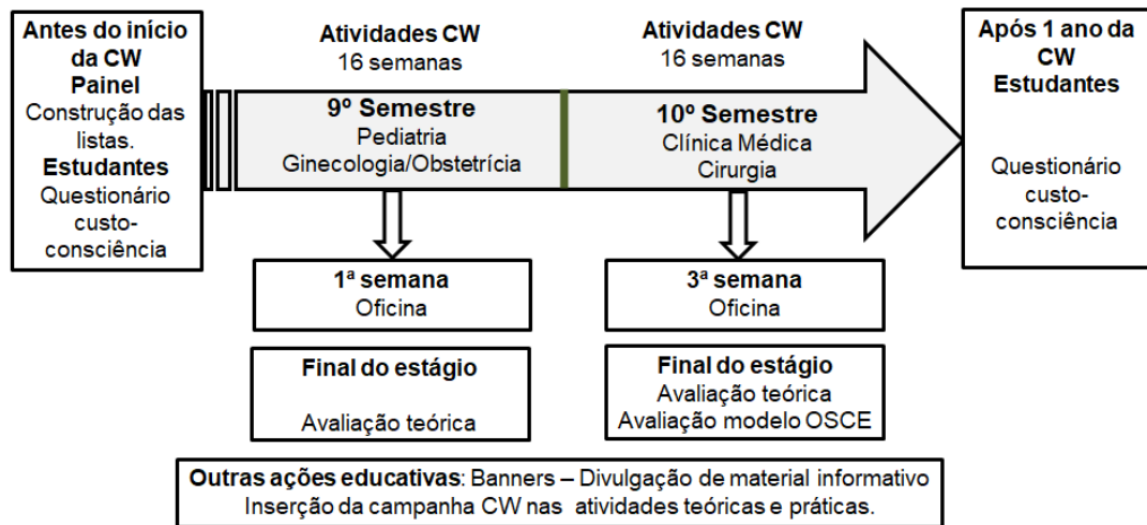 Antes do início
da CW
Painel
Construção das
listas.
Estudantes
Questionário
custo-
consciência
Atividades CW
16 semanas
9º Semestre
Pediatria
Ginecologia/Obstetrícia
1ª semana
Oficina
Final do estágio
Avaliação teórica
Atividades CW
16 semanas
10º Semestre
Clínica Médica
Cirurgia
3ª semana
Oficina
Final do estágio
Avaliação teórica
Avaliação modelo OSCE
Após 1 ano da
CW
Estudantes
Questionário
custo-
consciência
Outras ações educativas: Banners – Divulgação de material informativo
Inserção da campanha CW nas atividades teóricas e práticas.